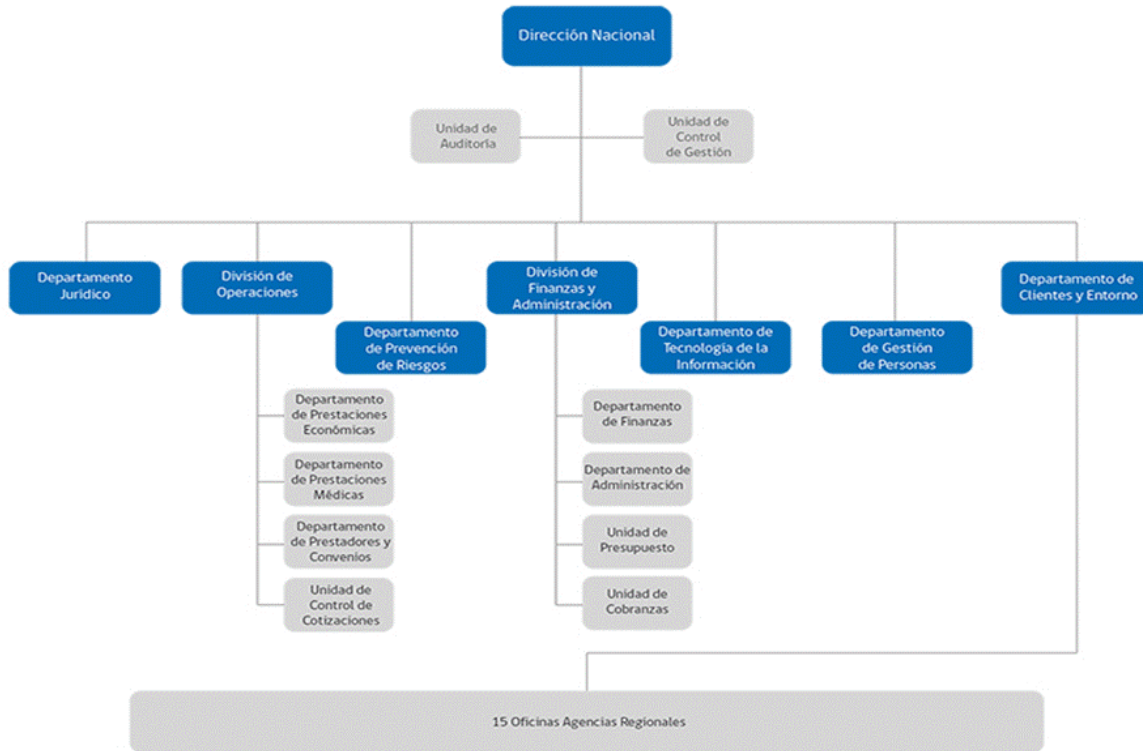 Dirección Nacional
Unidad de
Auditoría
Unidad de
Control
de Gestión
Departamento
Jurídico
División de
Operaciones
División de
Finanzas y
Administración
Departamento de
Clientes y Entorno
Departamento
de Prevención
de Riesgos
Departamento de
Tecnología de la
Información
Departamento
de Gestión
de Personas
Departamento
de Prestaciones
Económicas
Departamento
de Prestaciones
Médicas
Departamento
de Prestadores y
Convenios
Unidad de
Control de
Cotizaciones
Departamento
de Finanzas
Departamento de
Administración
Unidad de
Presupuesto
Unidad de
Cobranzas
15 Oficinas Agencias Regionales